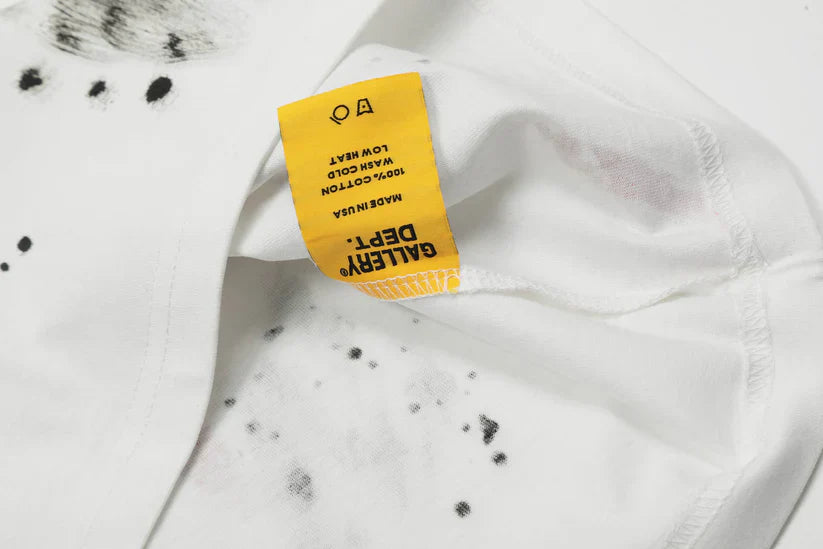 GALLERY®
DEPT.
MADE IN USA
100% COTTON
WASH COLD
LOW HEAT